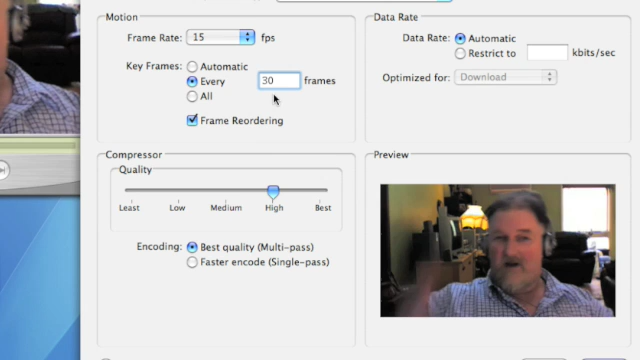 Motion
Frame Rate: 15 fps
Key Frames: Automatic
Every 30 frames
All
Frame Reordering
Data Rate
Data Rate: Automatic
Restrict to kbits/sec
Optimized for: Download
Compressor
Quality
Least Low Medium High Best
Encoding: Best quality (Multi-pass)
Faster encode (Single-pass)
Preview